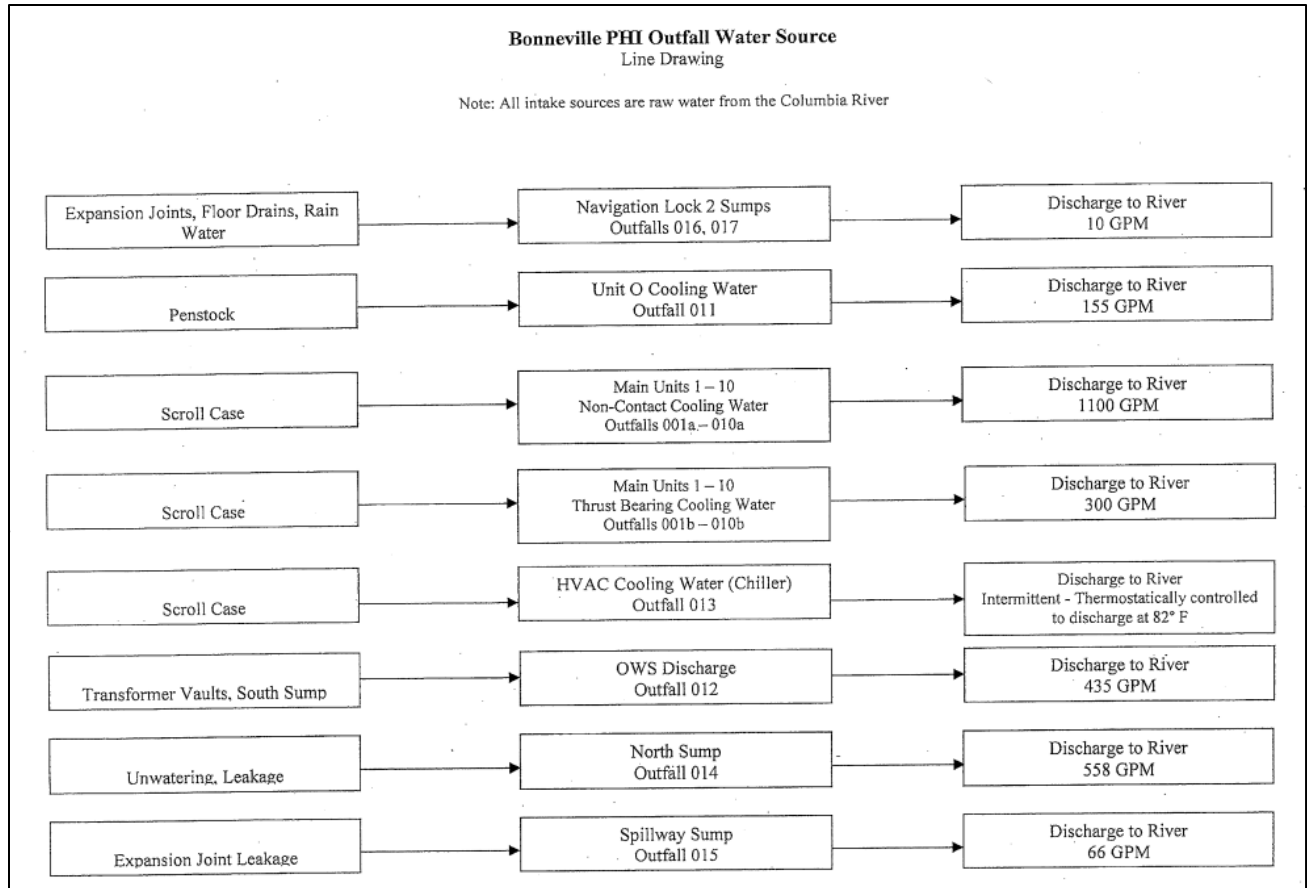 Bonneville PHI Outfall Water Source
Line Drawing
Note: All intake sources are raw water from the Columbia River
Expansion Joints, Floor Drains, Rain
Water
Navigation Lock 2 Sumps
Outfalls 016, 017
Discharge to River
10 GPM
Penstock
Unit O Cooling Water
Outfall 011
Discharge to River
155 GPM
Scroll Case
Main Units 1 – 10
Non-Contact Cooling Water
Outfalls 001a – 010a
Discharge to River
1100 GPM
Scroll Case
Main Units 1 – 10
Thrust Bearing Cooling Water
Outfalls 001b – 010b
Discharge to River
300 GPM
Scroll Case
HVAC Cooling Water (Chiller)
Outfall 013
Discharge to River
Intermittent - Thermostatically controlled
to discharge at 82° F
Transformer Vaults, South Sump
OWS Discharge
Outfall 012
Discharge to River
435 GPM
Unwatering, Leakage
North Sump
Outfall 014
Discharge to River
558 GPM
Expansion Joint Leakage
Spillway Sump
Outfall 015
Discharge to River
66 GPM